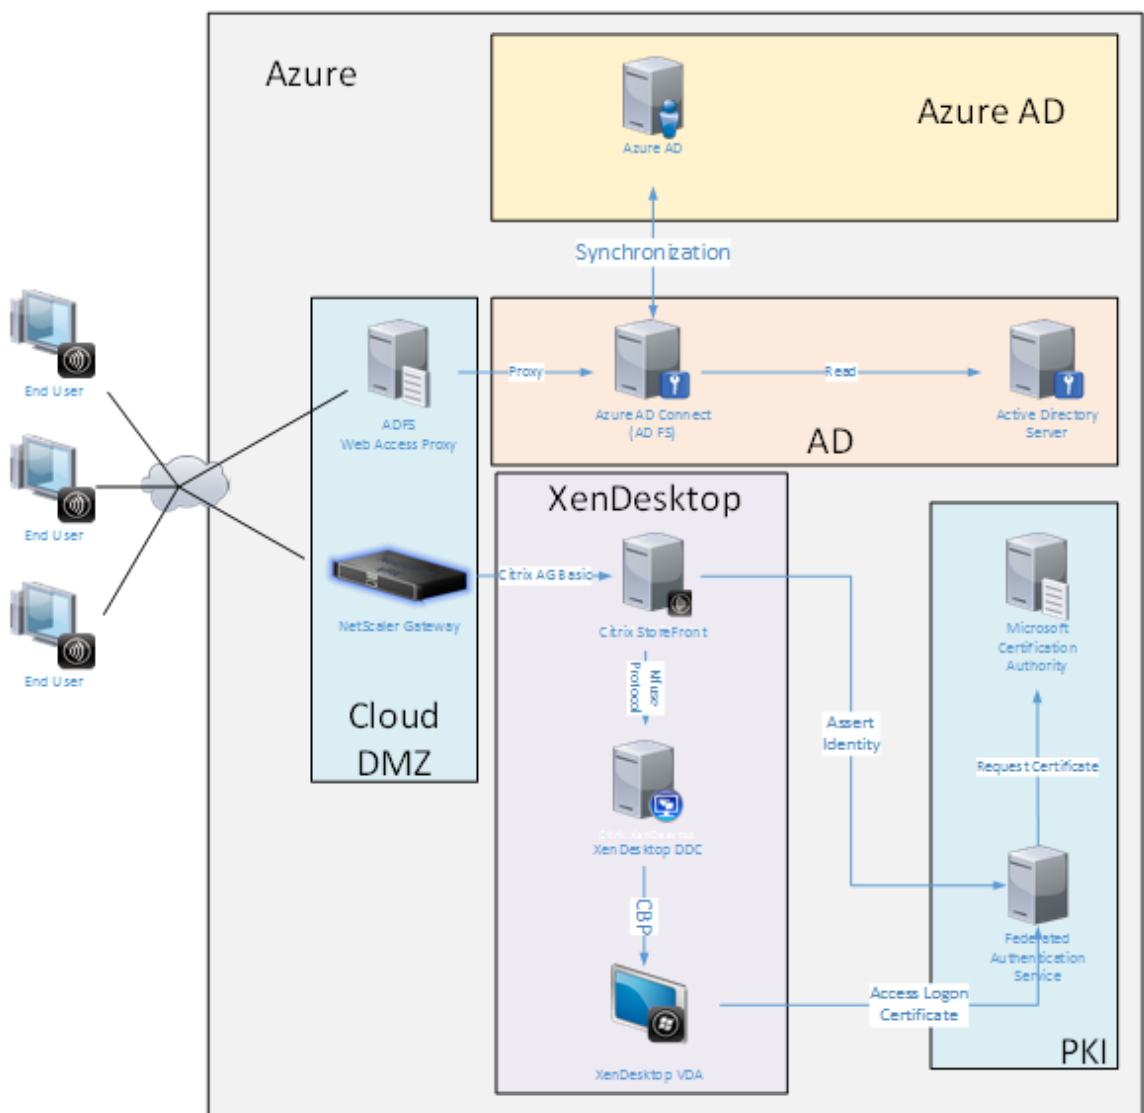 Azure
Azure AD
Azure AD
Synchronization
End User
ADFS
Web Access Proxy
Proxy
Azure AD Connect
(AD FS)
Read
Active Directory
Server
AD
End User
End User
NetScaler Gateway
Cloud
DMZ
XenDesktop
Citrix AG Basic
Citrix StoreFront
Nfuse
Protocol
Citrix XenDesktop
XenDesktop DDC
CBP
XenDesktop VDA
Assert
Identity
Access Logon
Certificate
Microsoft
Certification
Authority
Request Certificate
Federated
Authentication
Service
PKI